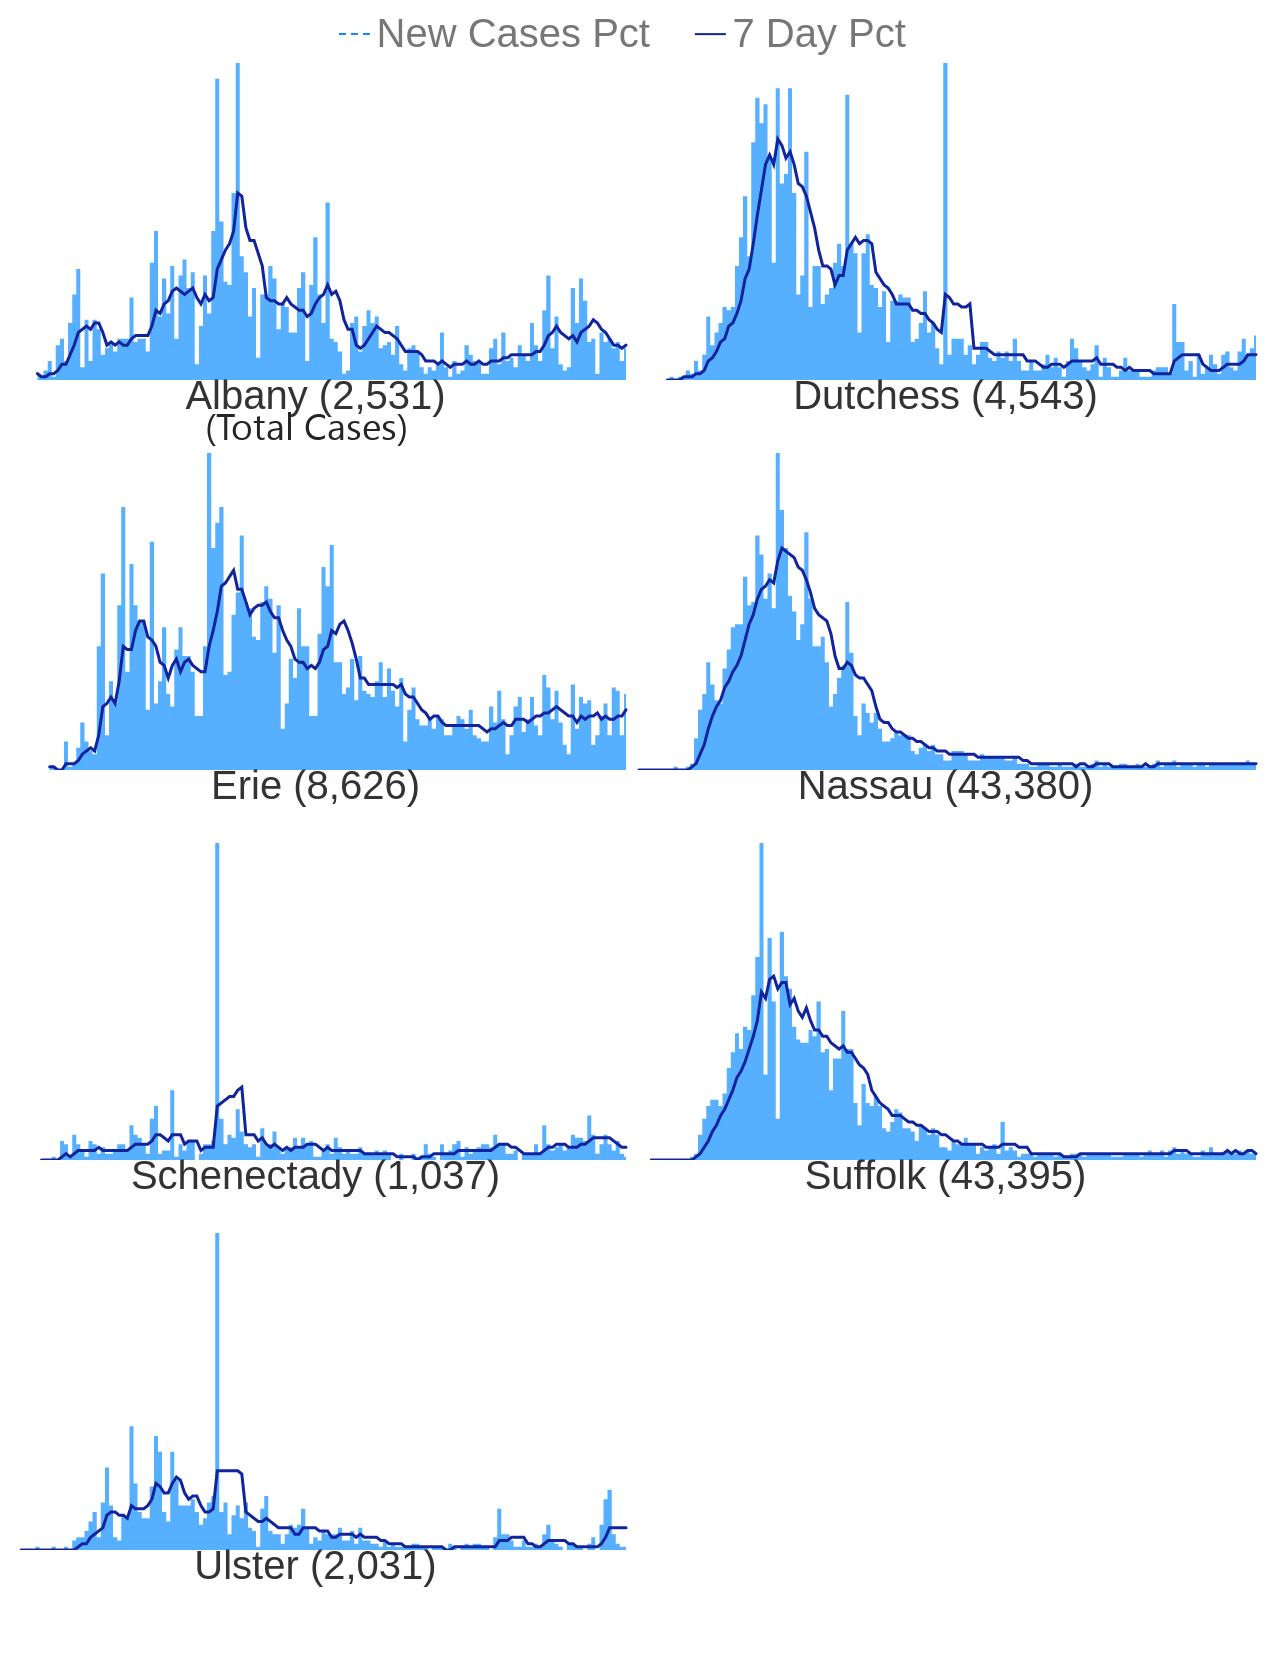 New Cases Pct 7 Day Pct
Albany (2,531) Dutchess (4,543)
(Total Cases)
Erie (8,626) Nassau (43,380)
Schenectady (1,037) Suffolk (43,395)
Ulster (2,031)